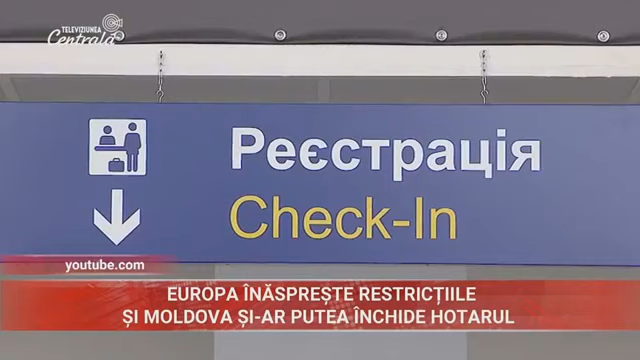 TELEVIZIUNEA
Centrală
Реєстрація
Check-In
youtube.com
EUROPA ÎNĂSPREȘTE RESTRICȚIILE
ȘI MOLDOVA ȘI-AR PUTEA ÎNCHIDE HOTARUL